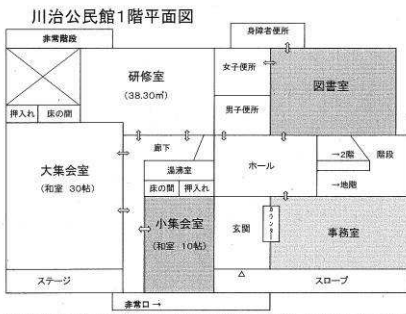 川治公民館1階平面図
非常階段
身障者便所
研修室
(38.30㎡)
女子便所
図書室
押入れ
床の間
男子便所
廊下
大集会室
(和室 30帖)
湯沸室
床の間
押入れ
ホール
→2階
階段
→地階
小集会室
(和室 10帖)
玄関
カウンター
事務室
ステージ
△
スロープ
非常口→